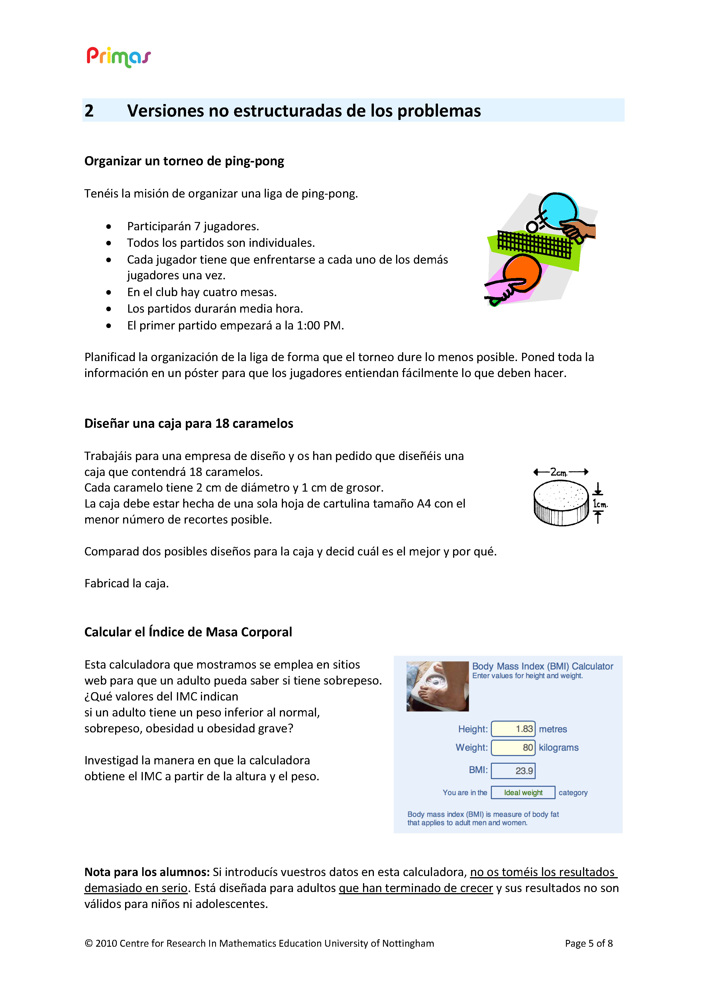 Primas
2 Versiones no estructuradas de los problemas
Organizar un torneo de ping-pong
Tenéis la misión de organizar una liga de ping-pong.
• Participarán 7 jugadores.
• Todos los partidos son individuales.
• Cada jugador tiene que enfrentarse a cada uno de los demás
jugadores una vez.
• En el club hay cuatro mesas.
• Los partidos durarán media hora.
• El primer partido empezará a la 1:00 PM.
Planificad la organización de la liga de forma que el torneo dure lo menos posible. Poned toda la
información en un póster para que los jugadores entiendan fácilmente lo que deben hacer.
Diseñar una caja para 18 caramelos
Trabajáis para una empresa de diseño y os han pedido que diseñéis una
caja que contendrá 18 caramelos.
Cada caramelo tiene 2 cm de diámetro y 1 cm de grosor.
La caja debe estar hecha de una sola hoja de cartulina tamaño A4 con el
menor número de recortes posible.
2cm.
1cm.
Comparad dos posibles diseños para la caja y decid cuál es el mejor y por qué.
Fabricad la caja.
Calcular el Índice de Masa Corporal
Esta calculadora que mostramos se emplea en sitios
web para que un adulto pueda saber si tiene sobrepeso.
¿Qué valores del IMC indican
si un adulto tiene un peso inferior al normal,
sobrepeso, obesidad u obesidad grave?
Investigad la manera en que la calculadora
obtiene el IMC a partir de la altura y el peso.
Body Mass Index (BMI) Calculator
Enter values for height and weight.
Height: 1.83 metres
Weight: 80 kilograms
BMI: 23.9
You are in the Ideal weight category
Body mass index (BMI) is measure of body fat
that applies to adult men and women.
Nota para los alumnos: Si introducís vuestros datos en esta calculadora, no os toméis los resultados
demasiado en serio. Está diseñada para adultos que han terminado de crecer y sus resultados no son
válidos para niños ni adolescentes.
© 2010 Centre for Research In Mathematics Education University of Nottingham Page 5 of 8